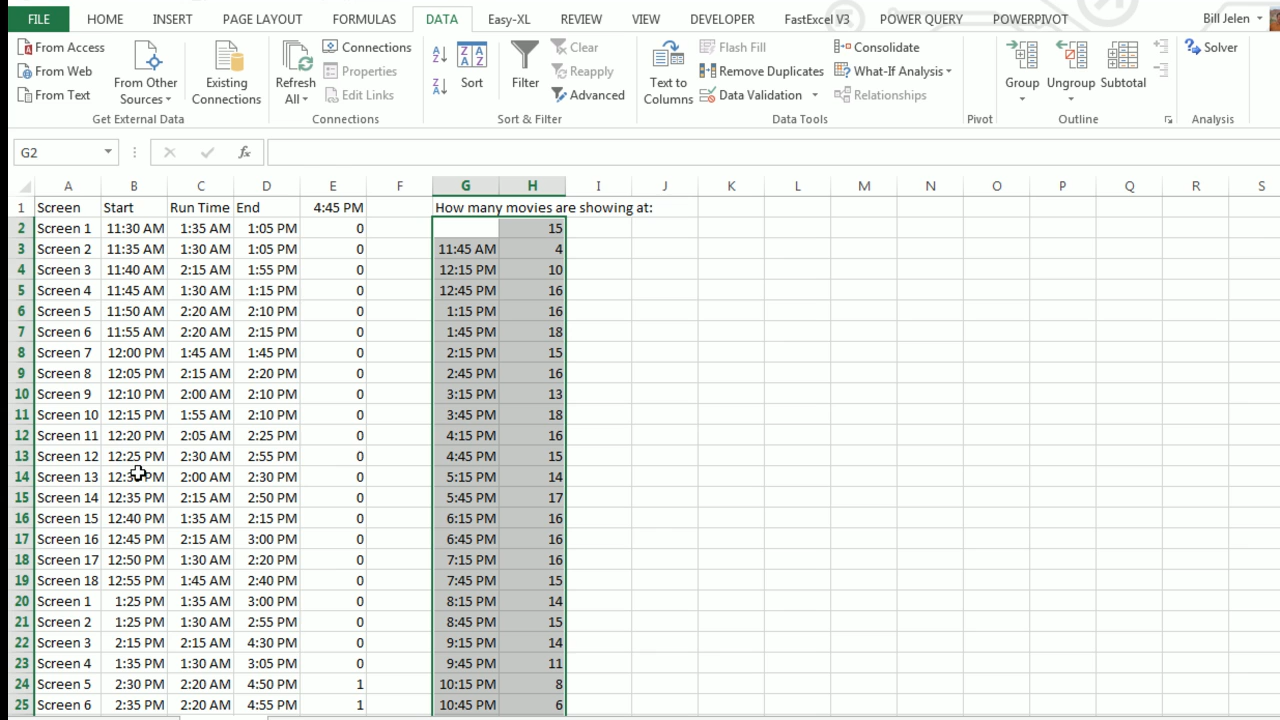 FILE HOME INSERT PAGE LAYOUT FORMULAS DATA Easy-XL REVIEW VIEW DEVELOPER FastExcel V3 POWER QUERY POWERPIVOT Bill Jelen
From Access
From Web
From Text
From Other
Sources
Existing
Connections
Get External Data
Refresh
All
Connections
Properties
Edit Links
Connections
A Z
Z A
Z A A Z
Sort
Filter
Clear
Reapply
Advanced
Sort & Filter
Text to
Columns
Flash Fill
Remove Duplicates
Data Validation
Consolidate
What-If Analysis
Relationships
Data Tools
Pivot
Group
Ungroup
Subtotal
Outline
Solver
Analysis
G2 fx
A B C D E F G H I J K L M N O P Q R S
1 Screen Start Run Time End 4:45 PM How many movies are showing at:
2 Screen 1 11:30 AM 1:35 AM 1:05 PM 0 15
3 Screen 2 11:35 AM 1:30 AM 1:05 PM 0 11:45 AM 4
4 Screen 3 11:40 AM 2:15 AM 1:55 PM 0 12:15 PM 10
5 Screen 4 11:45 AM 1:30 AM 1:15 PM 0 12:45 PM 16
6 Screen 5 11:50 AM 2:20 AM 2:10 PM 0 1:15 PM 16
7 Screen 6 11:55 AM 2:20 AM 2:15 PM 0 1:45 PM 18
8 Screen 7 12:00 PM 1:45 AM 1:45 PM 0 2:15 PM 15
9 Screen 8 12:05 PM 2:15 AM 2:20 PM 0 2:45 PM 16
10 Screen 9 12:10 PM 2:00 AM 2:10 PM 0 3:15 PM 13
11 Screen 10 12:15 PM 1:55 AM 2:10 PM 0 3:45 PM 18
12 Screen 11 12:20 PM 2:05 AM 2:25 PM 0 4:15 PM 16
13 Screen 12 12:25 PM 2:30 AM 2:55 PM 0 4:45 PM 15
14 Screen 13 12:30 PM 2:00 AM 2:30 PM 0 5:15 PM 14
15 Screen 14 12:35 PM 2:15 AM 2:50 PM 0 5:45 PM 17
16 Screen 15 12:40 PM 1:35 AM 2:15 PM 0 6:15 PM 16
17 Screen 16 12:45 PM 2:15 AM 3:00 PM 0 6:45 PM 16
18 Screen 17 12:50 PM 1:30 AM 2:20 PM 0 7:15 PM 16
19 Screen 18 12:55 PM 1:45 AM 2:40 PM 0 7:45 PM 15
20 Screen 1 1:25 PM 1:35 AM 3:00 PM 0 8:15 PM 14
21 Screen 2 1:25 PM 1:30 AM 2:55 PM 0 8:45 PM 15
22 Screen 3 2:15 PM 2:15 AM 4:30 PM 0 9:15 PM 14
23 Screen 4 1:35 PM 1:30 AM 3:05 PM 0 9:45 PM 11
24 Screen 5 2:30 PM 2:20 AM 4:50 PM 1 10:15 PM 8
25 Screen 6 2:35 PM 2:20 AM 4:55 PM 1 10:45 PM 6